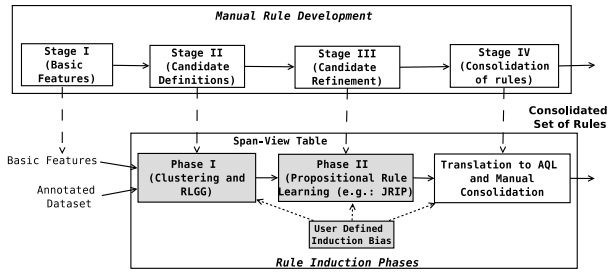 Manual Rule Development
Stage I
(Basic
Features)
Stage II
(Candidate
Definitions)
Stage III
(Candidate
Refinement)
Stage IV
(Consolidation
of rules)
Consolidated
Set of Rules
Span-View Table
Basic Features
Annotated
Dataset
Phase I
(Clustering and
RLGG)
Phase II
(Propositional Rule
Learning (e.g.: JRIP)
Translation to AQL
and Manual
Consolidation
User Defined
Induction Bias
Rule Induction Phases